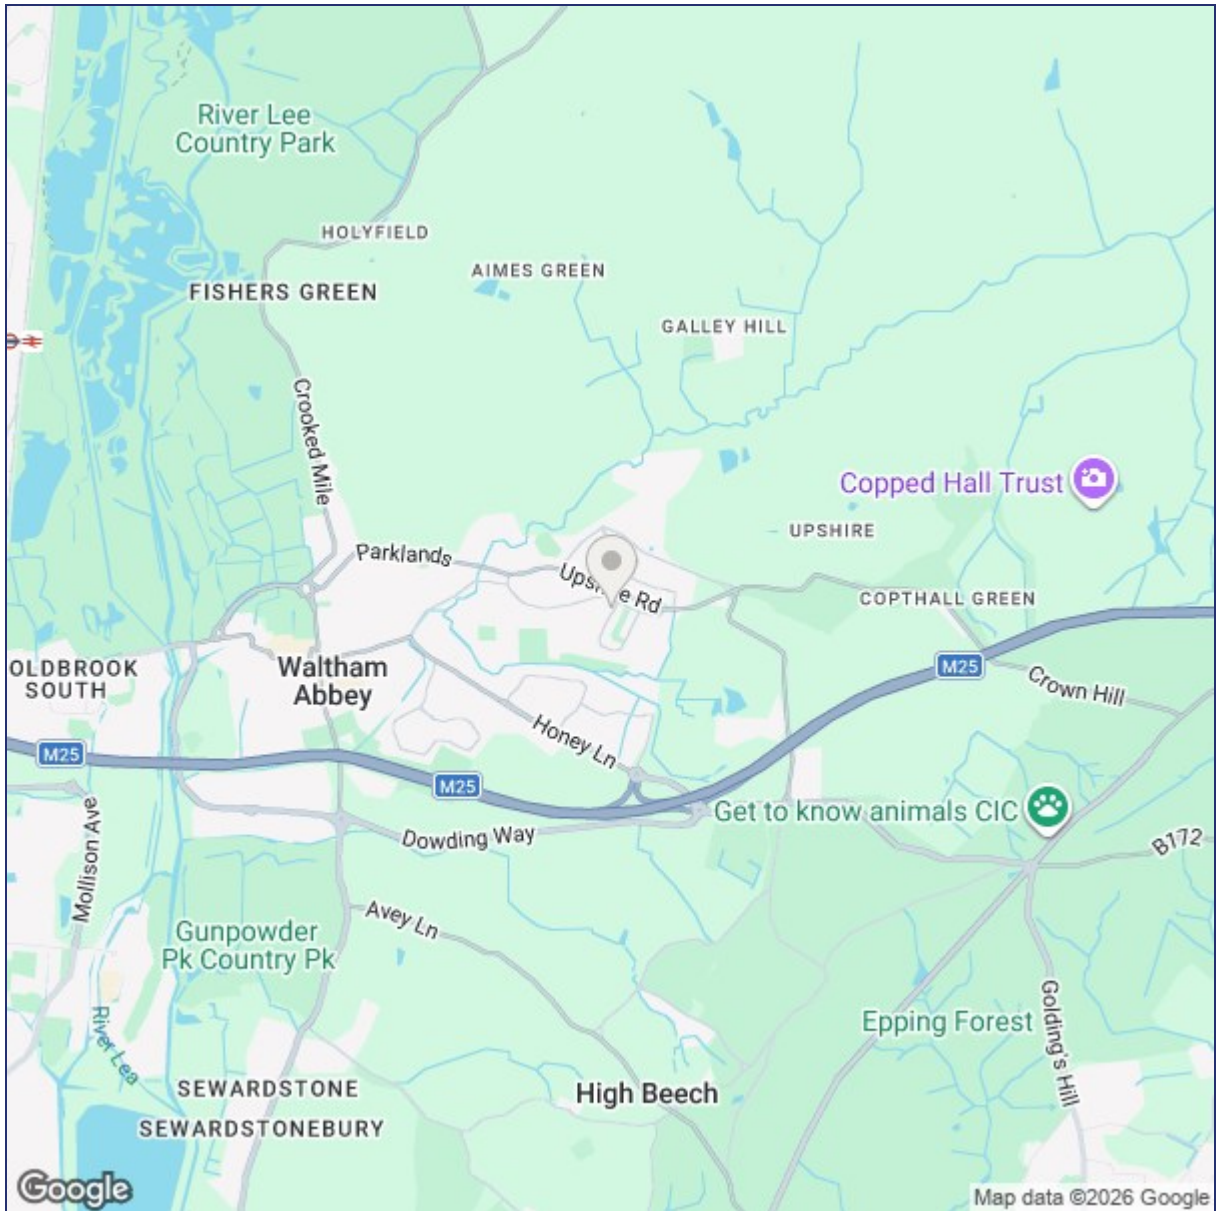 River Lee
Country Park
HOLYFIELD
AIMES GREEN
FISHERS GREEN
GALLEY HILL
Crooked Mile
Copped Hall Trust
UPSHIRE
Parklands
Rd
COPTHALL GREEN
OLDBROOK
SOUTH
Waltham
Abbey
M25
Crown Hill
Honey Ln
M25
M25
Get to know animals CIC
Mollison Ave
Dowding Way
B172
Avey Ln
Gunpowder
Pk Country Pk
River Lea
Golding's Hill
Epping Forest
SEWARDSTONE
High Beech
SEWARDSTONEBURY
Google
Map data ©2026 Google